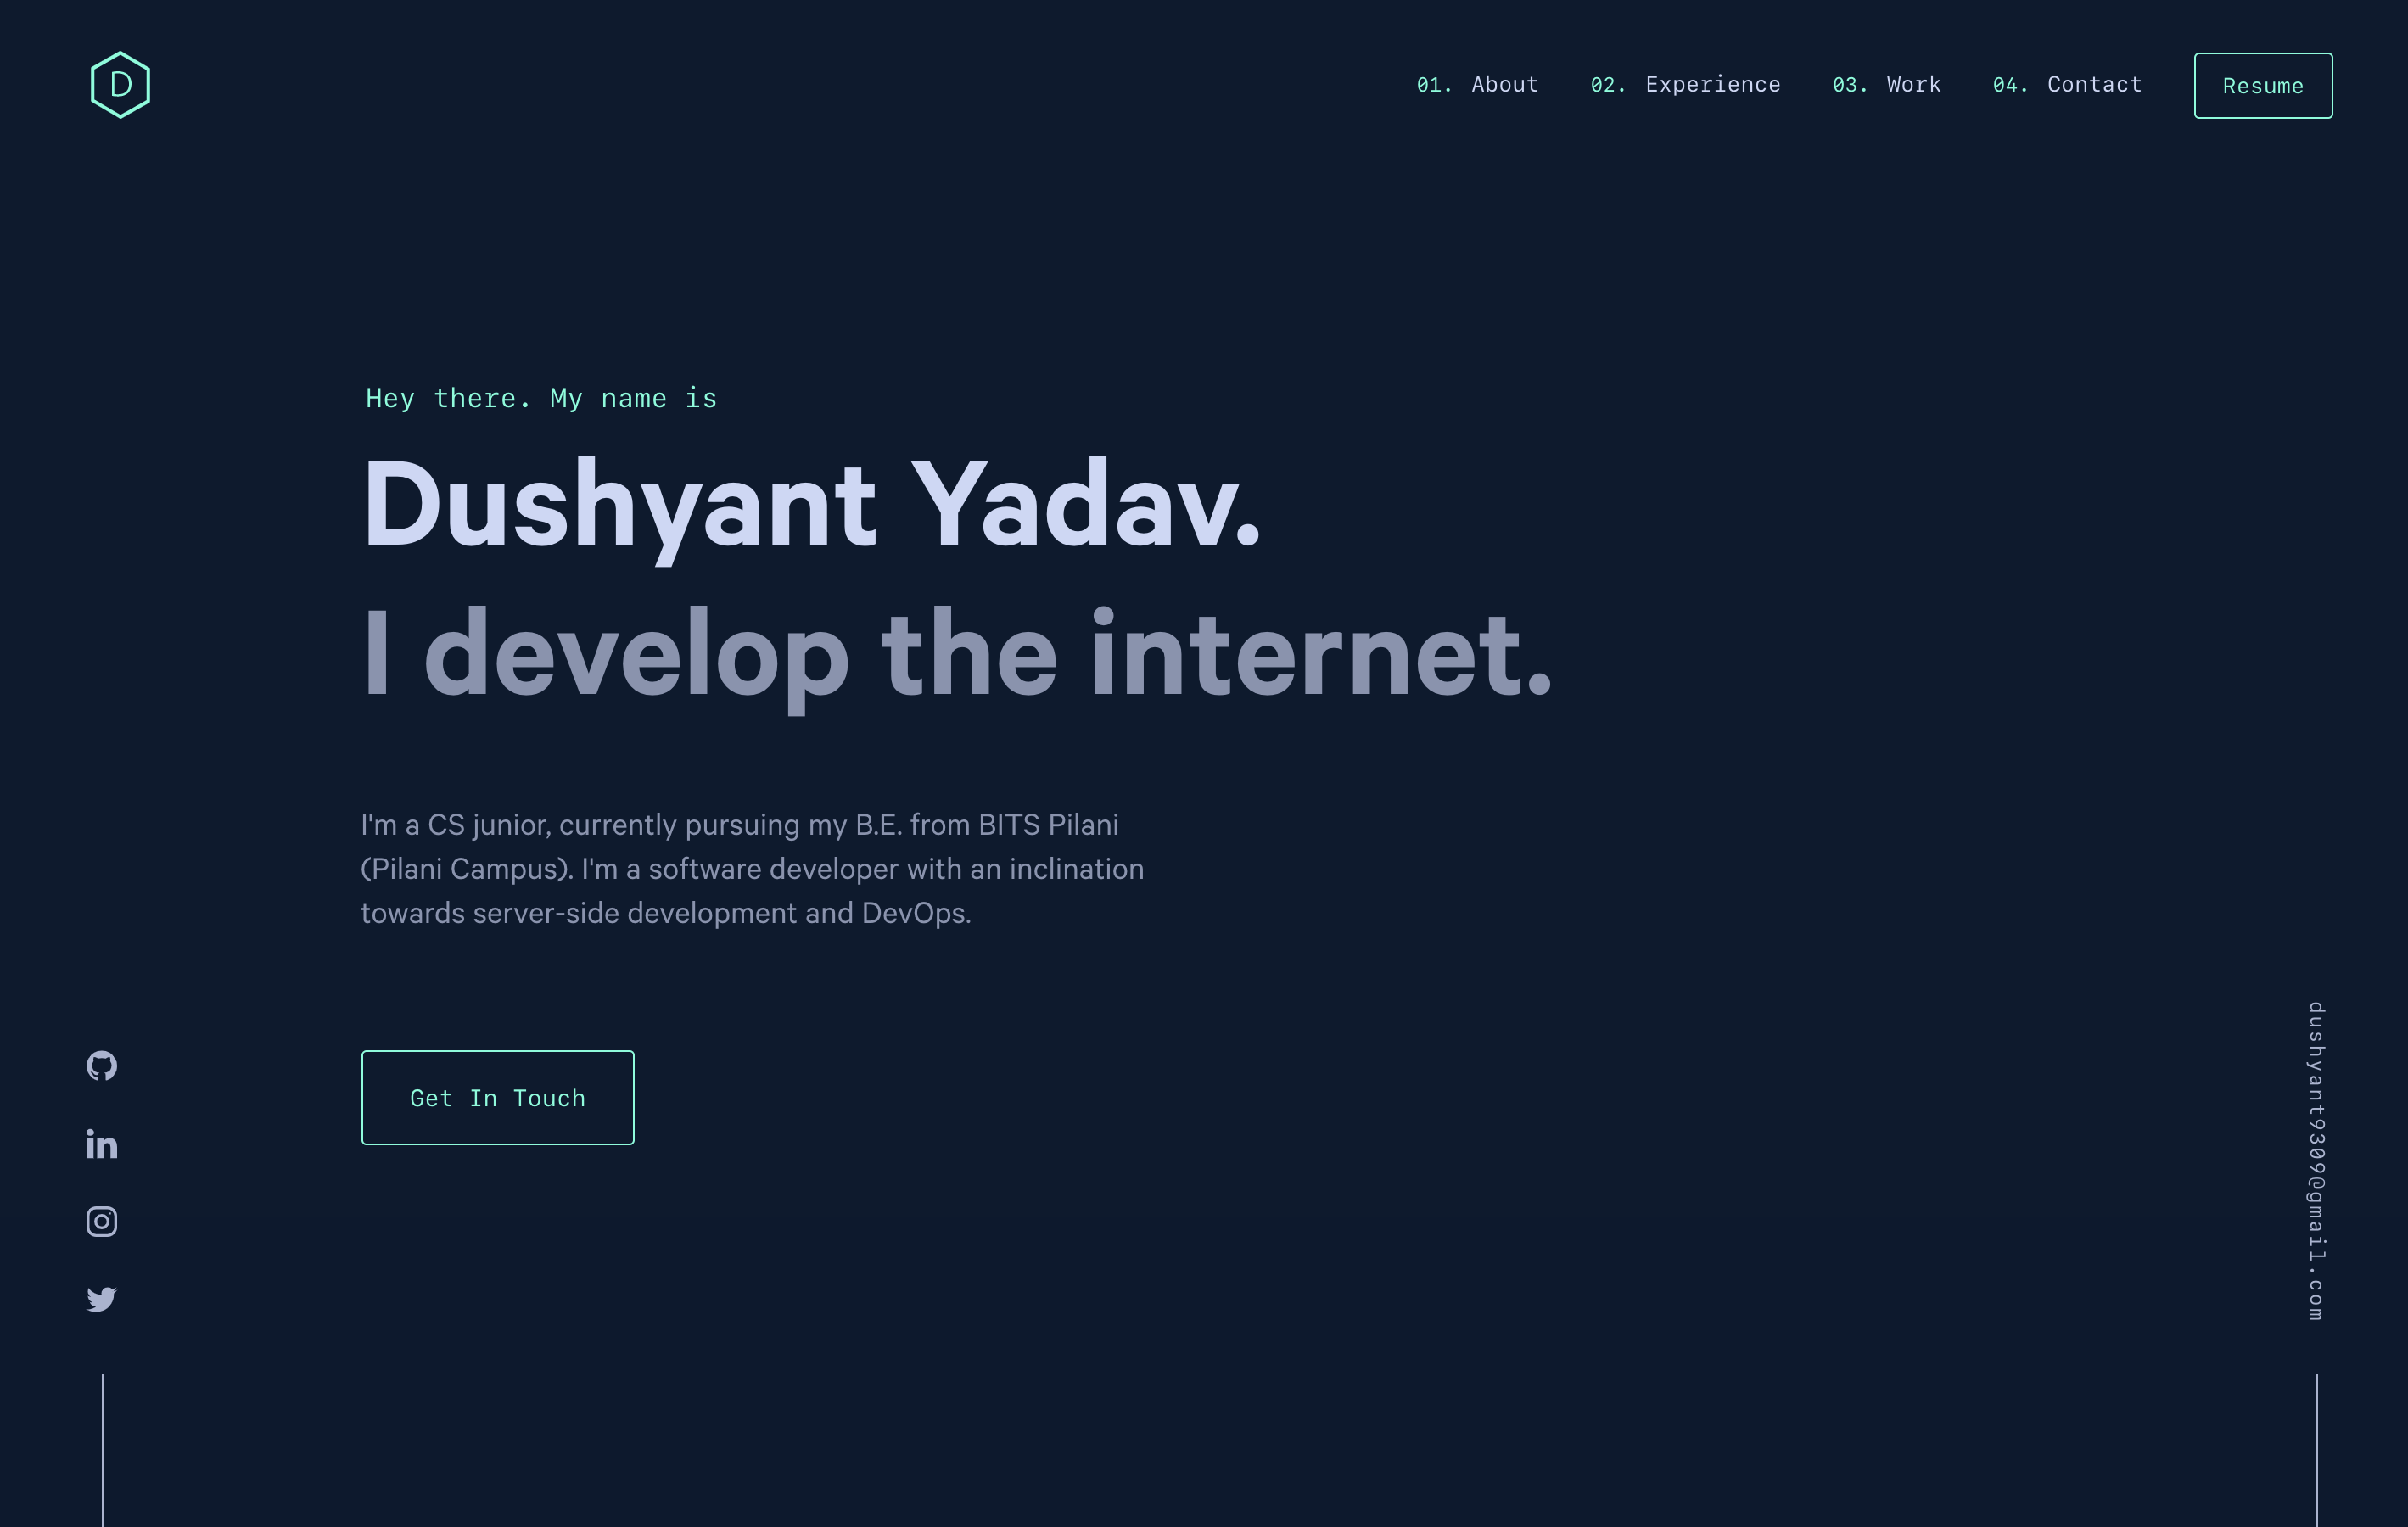 D
01. About
02. Experience
03. Work
04. Contact
Resume
Hey there. My name is
Dushyant Yadav.
I develop the internet.
I'm a CS junior, currently pursuing my B.E. from BITS Pilani
(Pilani Campus). I'm a software developer with an inclination
towards server-side development and DevOps.
Get In Touch
dushyant9309@gmail.com